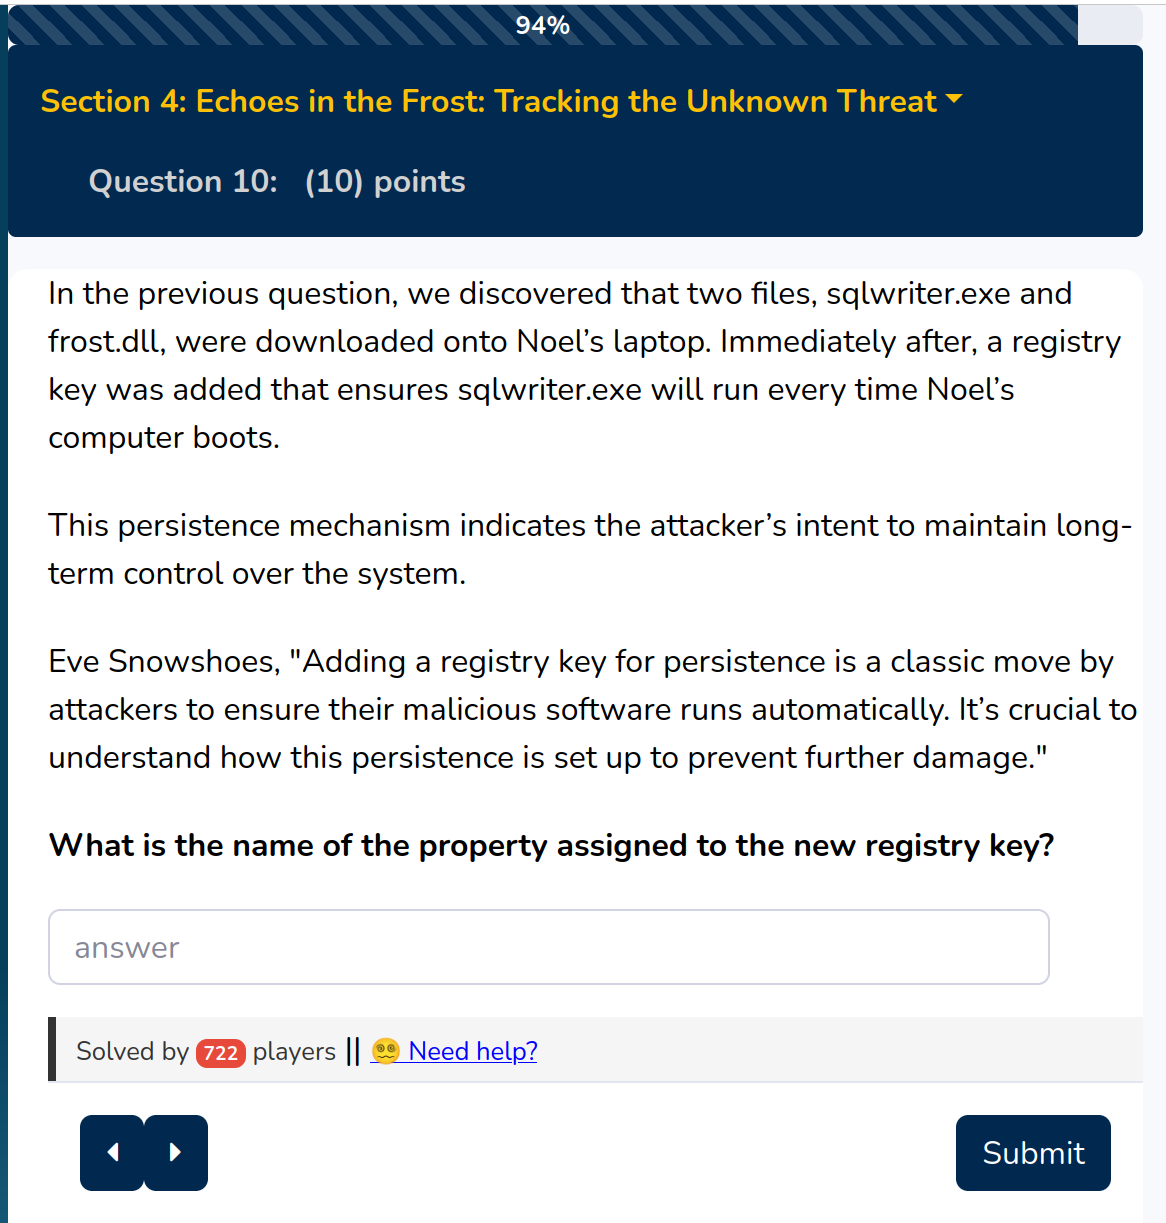 94%
Section 4: Echoes in the Frost: Tracking the Unknown Threat
Question 10: (10) points
In the previous question, we discovered that two files, sqlwriter.exe and
frost.dll, were downloaded onto Noel’s laptop. Immediately after, a registry
key was added that ensures sqlwriter.exe will run every time Noel’s
computer boots.
This persistence mechanism indicates the attacker’s intent to maintain long-
term control over the system.
Eve Snowshoes, "Adding a registry key for persistence is a classic move by
attackers to ensure their malicious software runs automatically. It’s crucial to
understand how this persistence is set up to prevent further damage."
What is the name of the property assigned to the new registry key?
answer
Solved by 722 players || Need help?
Submit